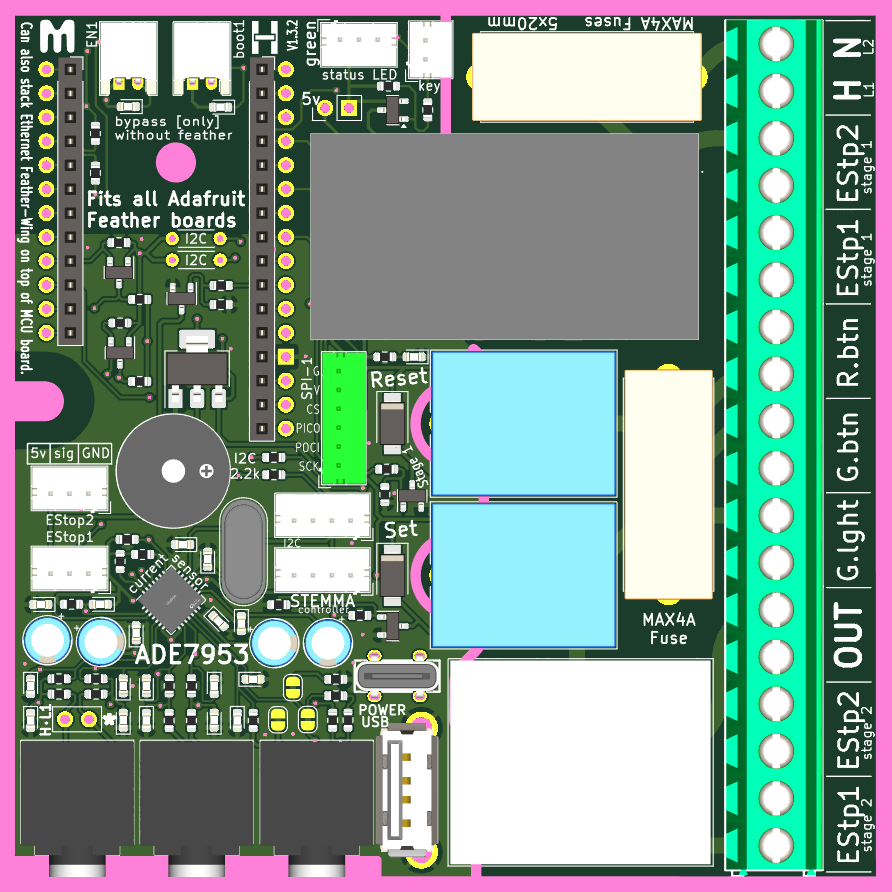 M
EN1
boot1
H
V1.3.2
green
status LED
key
MAX4A Fuses 5x20mm
5v
bypass [only]
without feather
Can also stack Ethernet Feather-Wing on top of MCU board.
Fits all Adafruit
Feather boards
I2C
I2C
SPI-1
G
V
CS
PICO
POCI
SCK
Reset
Stage 1
I2C
2.2k
5v sig GND
EStop2
EStop1
Set
I2C
STEMMA
controller
current sensor
ADE7953
MAX4A
Fuse
POWER
USB
H-L1
*
N
L2
H
L1
EStp2
stage 1
EStp1
stage 1
R.btn
G.btn
G.lght
OUT
EStp2
stage 2
EStp1
stage 2